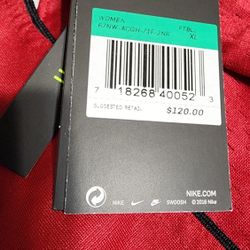 WOMEN FTBL
XL
7 18268 40052 3
SUGGESTED RETAIL $120.00
NIKE.COM
NIKE SWOOSH © 2016 Nike